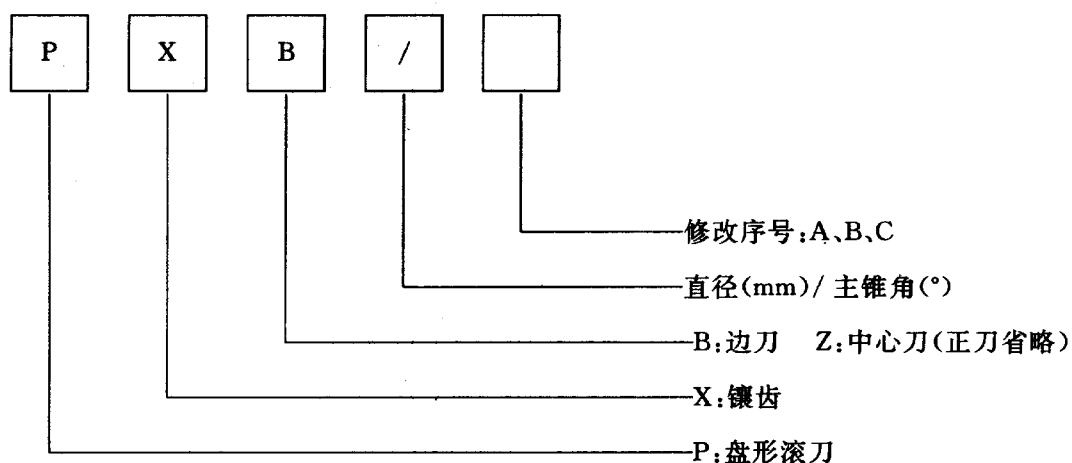 P X B /
修改序号:A、B、C
直径(mm)/ 主锥角(°)
B:边刀 Z:中心刀(正刀省略)
X:镶齿
P:盘形滚刀